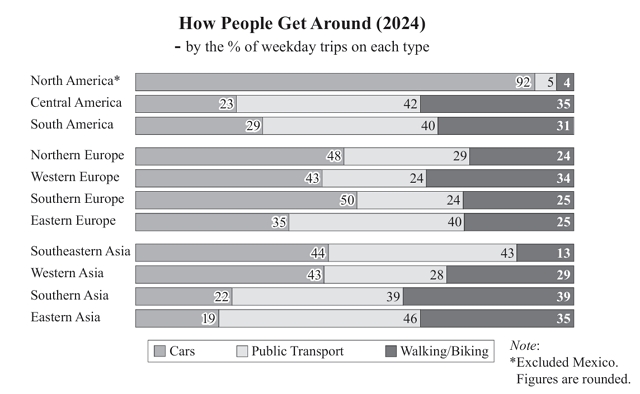 How People Get Around (2024)
- by the % of weekday trips on each type
North America* 92 5 4
Central America 23 42 35
South America 29 40 31
Northern Europe 48 29 24
Western Europe 43 24 34
Southern Europe 50 24 25
Eastern Europe 35 40 25
Southeastern Asia 44 43 13
Western Asia 43 28 29
Southern Asia 22 39 39
Eastern Asia 19 46 35
Cars Public Transport Walking/Biking
Note:
*Excluded Mexico.
Figures are rounded.